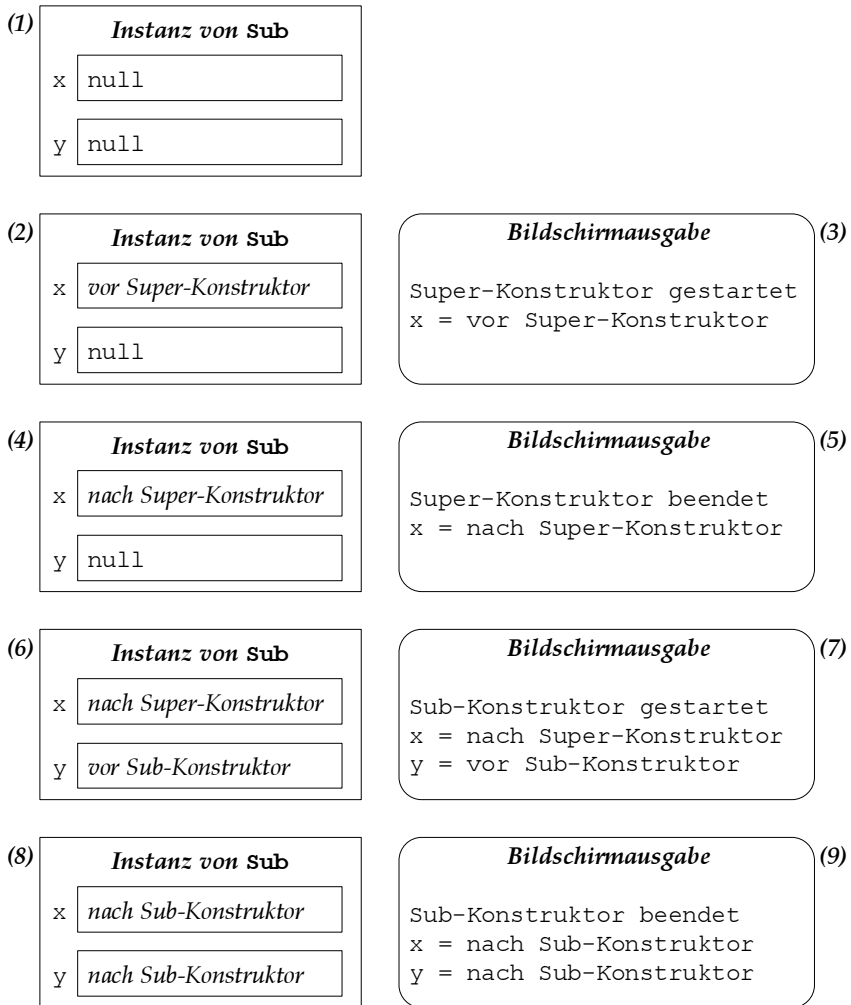 (1)
Instanz von Sub
x null
y null
(2)
Instanz von Sub
x vor Super-Konstruktor
y null
Bildschirmausgabe
(3)
Super-Konstruktor gestartet
x = vor Super-Konstruktor
(4)
Instanz von Sub
x nach Super-Konstruktor
y null
Bildschirmausgabe
(5)
Super-Konstruktor beendet
x = nach Super-Konstruktor
(6)
Instanz von Sub
x nach Super-Konstruktor
y vor Sub-Konstruktor
Bildschirmausgabe
(7)
Sub-Konstruktor gestartet
x = nach Super-Konstruktor
y = vor Sub-Konstruktor
(8)
Instanz von Sub
x nach Sub-Konstruktor
y nach Sub-Konstruktor
Bildschirmausgabe
(9)
Sub-Konstruktor beendet
x = nach Sub-Konstruktor
y = nach Sub-Konstruktor